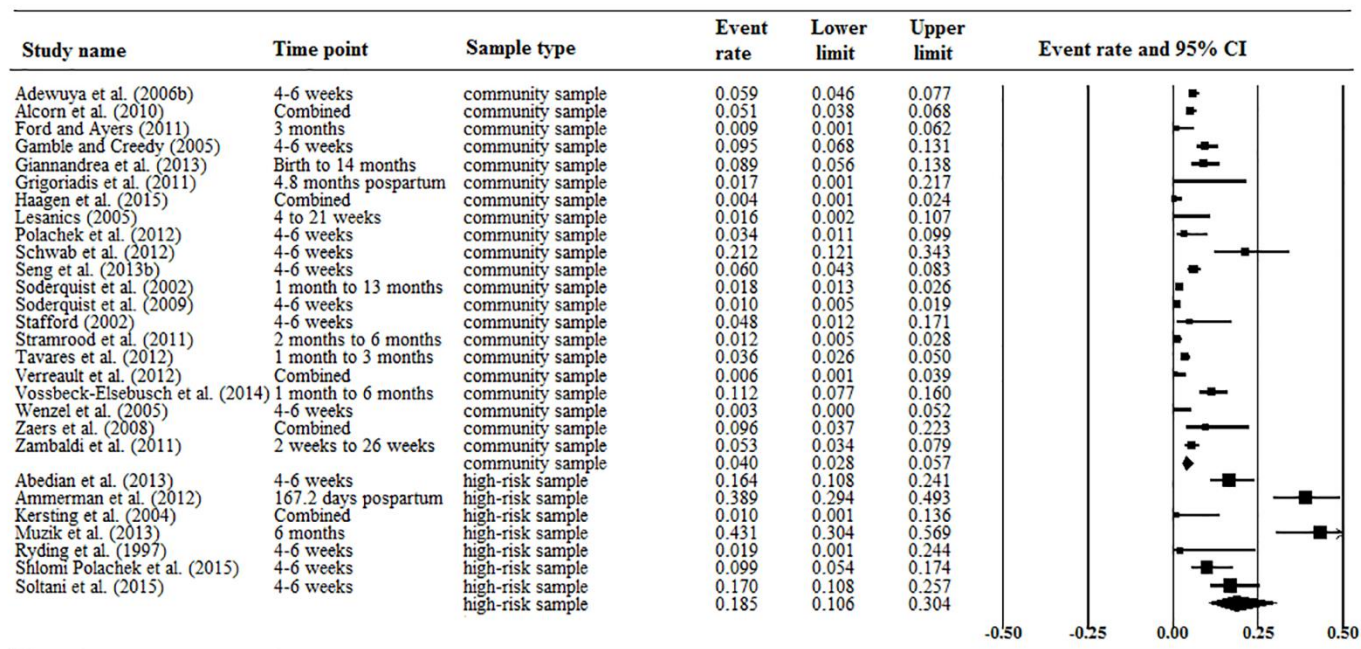 Study name Time point Sample type Event rate Lower limit Upper limit Event rate and 95% CI
Adewuya et al. (2006b) 4-6 weeks community sample 0.059 0.046 0.077
Alcorn et al. (2010) Combined community sample 0.051 0.038 0.068
Ford and Ayers (2011) 3 months community sample 0.009 0.001 0.062
Gamble and Creedy (2005) 4-6 weeks community sample 0.095 0.068 0.131
Giannandrea et al. (2013) Birth to 14 months community sample 0.089 0.056 0.138
Grigoriadis et al. (2011) 4.8 months pospartum community sample 0.017 0.001 0.217
Haagen et al. (2015) Combined community sample 0.004 0.001 0.024
Lesanics (2005) 4 to 21 weeks community sample 0.016 0.002 0.107
Polachek et al. (2012) 4-6 weeks community sample 0.034 0.011 0.099
Schwab et al. (2012) 4-6 weeks community sample 0.212 0.121 0.343
Seng et al. (2013b) 4-6 weeks community sample 0.060 0.043 0.083
Soderquist et al. (2002) 1 month to 13 months community sample 0.018 0.013 0.026
Soderquist et al. (2009) 4-6 weeks community sample 0.010 0.005 0.019
Stafford (2002) 4-6 weeks community sample 0.048 0.012 0.171
Stramrood et al. (2011) 2 months to 6 months community sample 0.012 0.005 0.028
Tavares et al. (2012) 1 month to 3 months community sample 0.036 0.026 0.050
Verreault et al. (2012) Combined community sample 0.006 0.001 0.039
Vossbeck-Elsebusch et al. (2014) 1 month to 6 months community sample 0.112 0.077 0.160
Wenzel et al. (2005) 4-6 weeks community sample 0.003 0.000 0.052
Zaers et al. (2008) Combined community sample 0.096 0.037 0.223
Zambaldi et al. (2011) 2 weeks to 26 weeks community sample 0.053 0.034 0.079
community sample 0.040 0.028 0.057
Abedian et al. (2013) 4-6 weeks high-risk sample 0.164 0.108 0.241
Ammerman et al. (2012) 167.2 days pospartum high-risk sample 0.389 0.294 0.493
Kersting et al. (2004) Combined high-risk sample 0.010 0.001 0.136
Muzik et al. (2013) 6 months high-risk sample 0.431 0.304 0.569
Ryding et al. (1997) 4-6 weeks high-risk sample 0.019 0.001 0.244
Shlomi Polachek et al. (2015) 4-6 weeks high-risk sample 0.099 0.054 0.174
Soltani et al. (2015) 4-6 weeks high-risk sample 0.170 0.108 0.257
high-risk sample 0.185 0.106 0.304
-0.50 -0.25 0.00 0.25 0.50